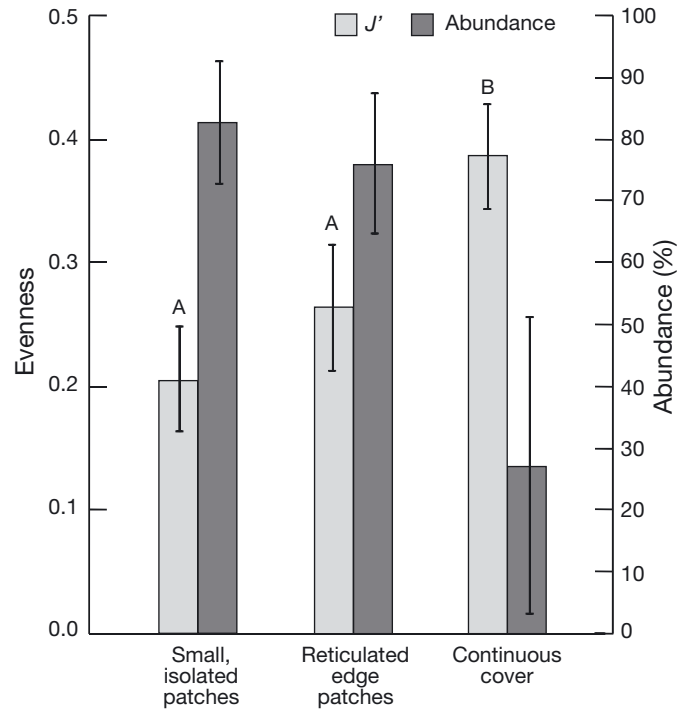 J’ Abundance
0.5
0.4
0.3
0.2
0.1
0.0
Evenness
A
A
B
100
90
80
70
60
50
40
30
20
10
0
Abundance (%)
Small,
isolated
patches
Reticulated
edge
patches
Continuous
cover